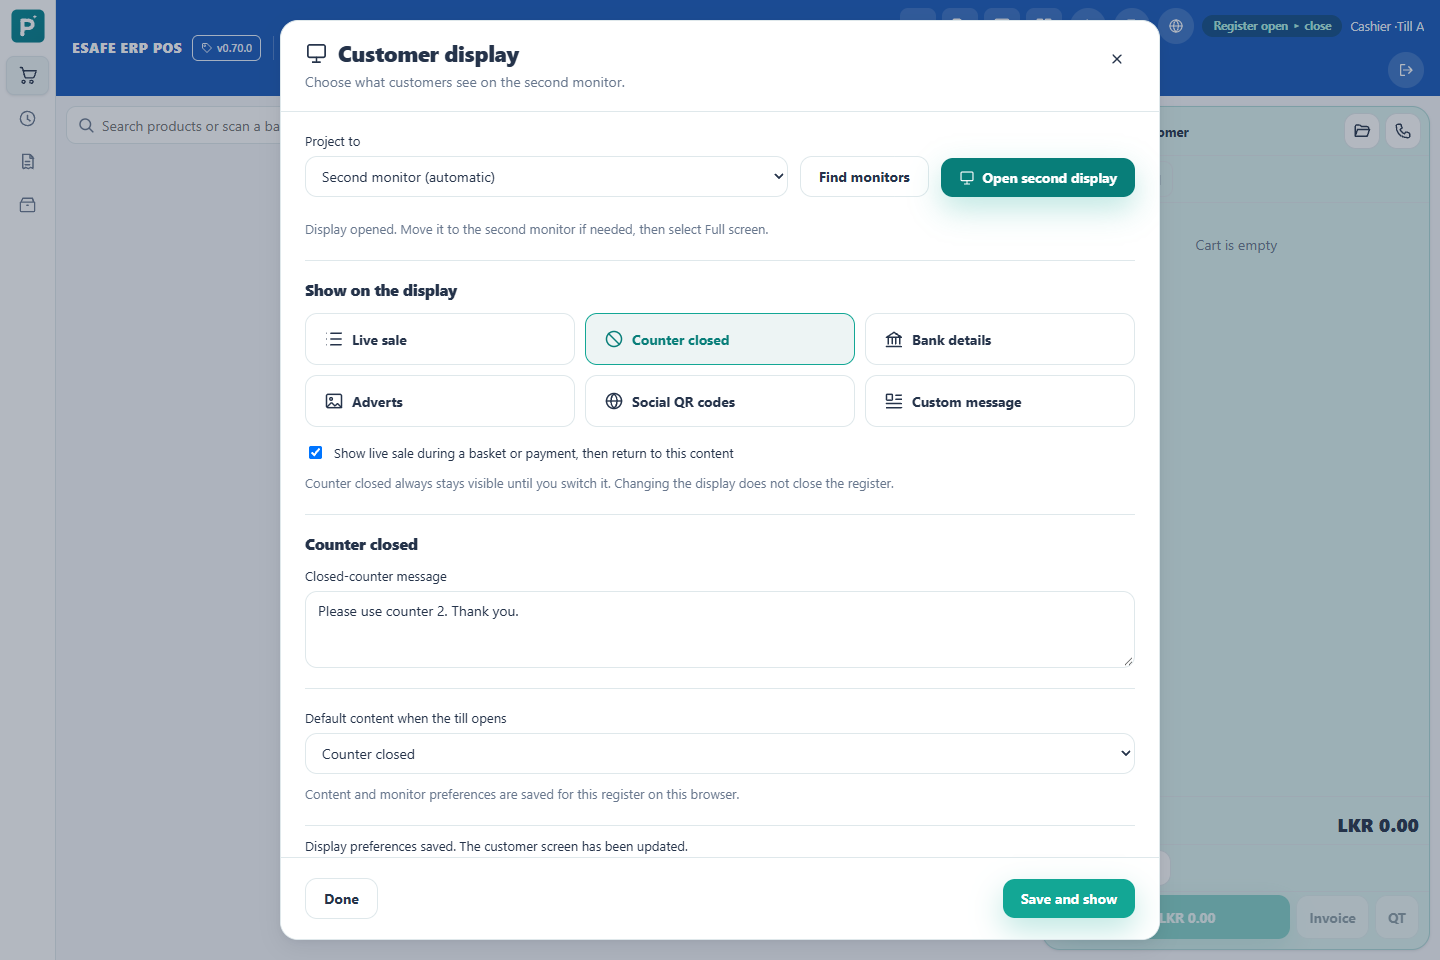 P
ESAFE ERP POS
v0.70.0
Register open ▸ close
Cashier ·Till A
Search products or scan a ba
omer
Cart is empty
LKR 0.00
LKR 0.00
Invoice
QT
Customer display
Choose what customers see on the second monitor.
Project to
Second monitor (automatic)
Find monitors
Open second display
Display opened. Move it to the second monitor if needed, then select Full screen.
Show on the display
Live sale
Counter closed
Bank details
Adverts
Social QR codes
Custom message
Show live sale during a basket or payment, then return to this content
Counter closed always stays visible until you switch it. Changing the display does not close the register.
Counter closed
Closed-counter message
Please use counter 2. Thank you.
Default content when the till opens
Counter closed
Content and monitor preferences are saved for this register on this browser.
Display preferences saved. The customer screen has been updated.
Done
Save and show